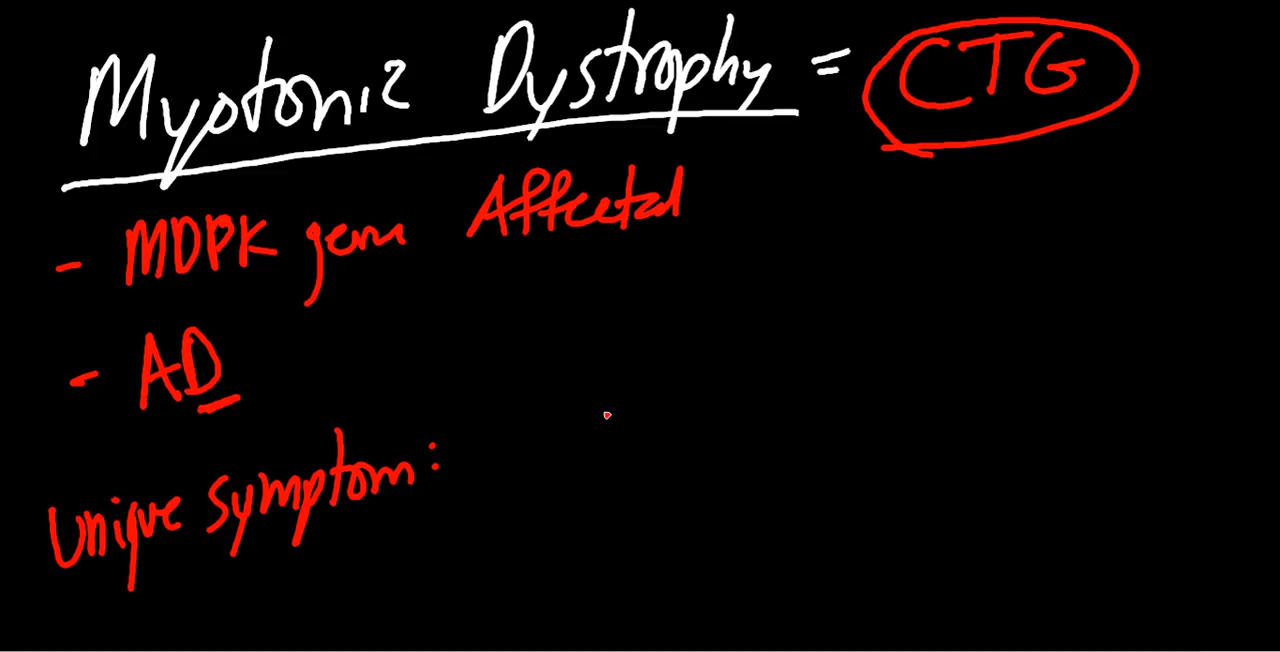 Myotonic Dystrophy = CTG
- MDPK gene Affected
- AD
Unique symptom: